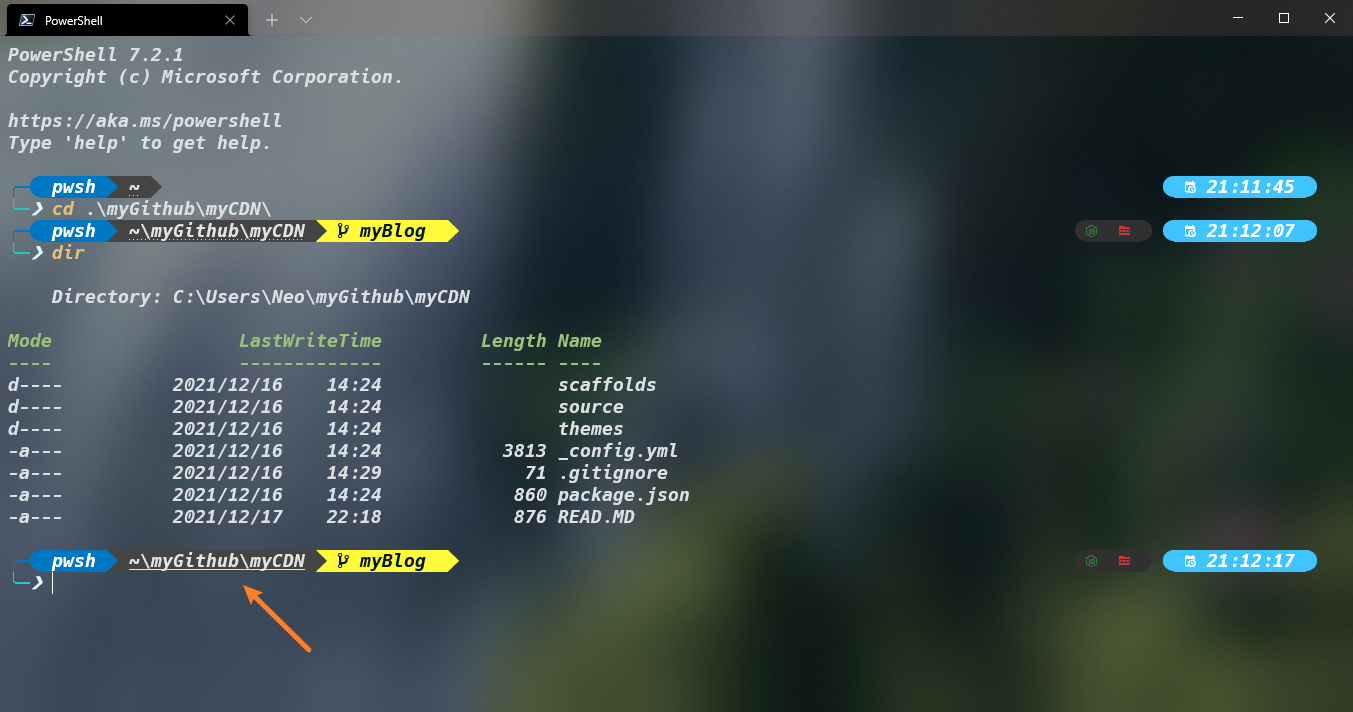 PowerShell
PowerShell 7.2.1
Copyright (c) Microsoft Corporation.
https://aka.ms/powershell
Type 'help' to get help.
pwsh ~ 21:11:45
❯ cd .\myGithub\myCDN\
pwsh ~\myGithub\myCDN myBlog 21:12:07
❯ dir
Directory: C:\Users\Neo\myGithub\myCDN
Mode LastWriteTime Length Name
---- ------------- ------ ----
d---- 2021/12/16 14:24 scaffolds
d---- 2021/12/16 14:24 source
d---- 2021/12/16 14:24 themes
-a--- 2021/12/16 14:24 3813 _config.yml
-a--- 2021/12/16 14:29 71 .gitignore
-a--- 2021/12/16 14:24 860 package.json
-a--- 2021/12/17 22:18 876 READ.MD
pwsh ~\myGithub\myCDN myBlog 21:12:17
❯